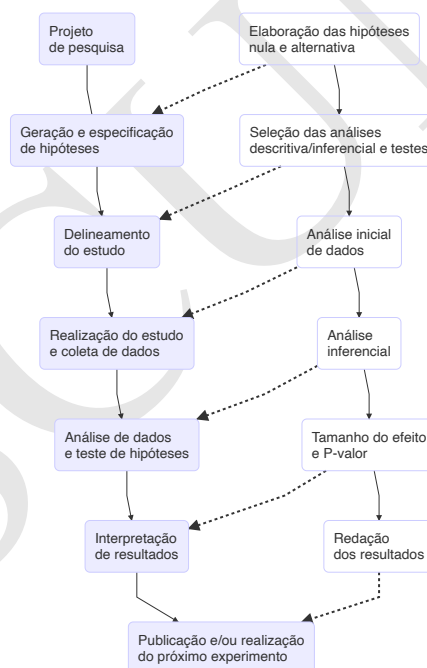 Projeto
de pesquisa
Elaboração das hipóteses
nula e alternativa
Geração e especificação
de hipóteses
Seleção das análises
descritiva/inferencial e testes
Delineamento
do estudo
Análise inicial
de dados
Realização do estudo
e coleta de dados
Análise
inferencial
Análise de dados
e teste de hipóteses
Tamanho do efeito
e P-valor
Interpretação
de resultados
Redação
dos resultados
Publicação e/ou realização
do próximo experimento